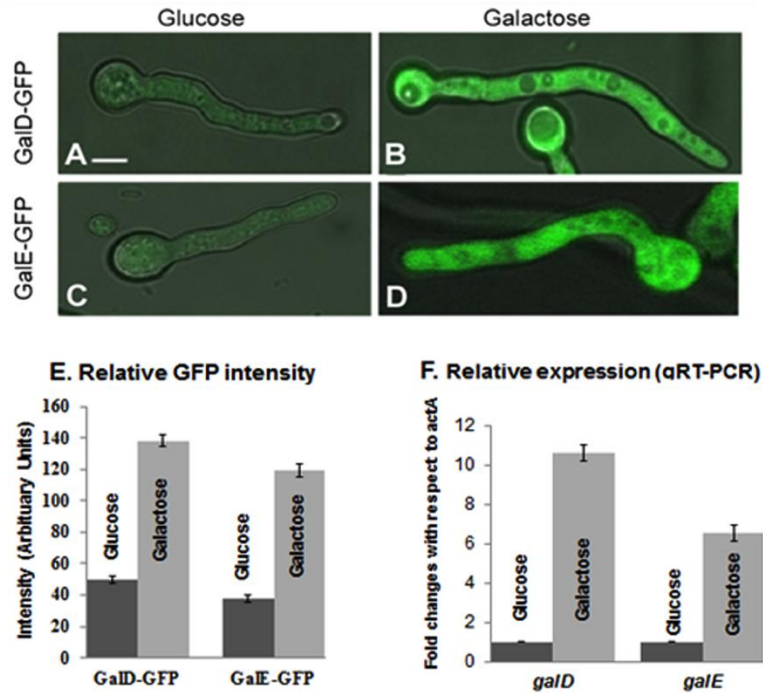 Glucose Galactose
GalD-GFP
A
B
GalE-GFP
C
D
E. Relative GFP intensity
Intensity (Arbituary Units)
160
140
120
100
80
60
40
20
0
Glucose
Galactose
Glucose
Galactose
GalD-GFP GalE-GFP
F. Relative expression (qRT-PCR)
Fold changes with respect to actA
12
10
8
6
4
2
0
Glucose
Galactose
Glucose
Galactose
galD galE